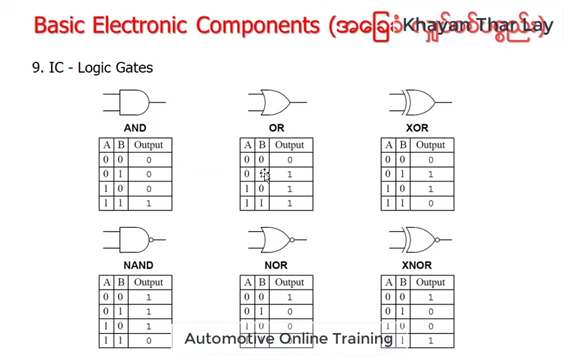 Basic Electronic Components (အခြေခံ
Khayan Thar Lay
9. IC - Logic Gates
AND OR XOR
A B Output A B Output A B Output
0 0 0 0 0 0 0 0 0
0 1 0 0 1 0 1 1
1 0 0 1 0 1 1 0 1
1 1 1 1 1 1 1 1 0
NAND NOR XNOR
A B Output A B Output A B Output
0 0 1 0 0 1 0 0 1
0 1 1 0 1 0 0 1 0
1 0 1 1 0 0
1 1 0 1
Automotive Online Training